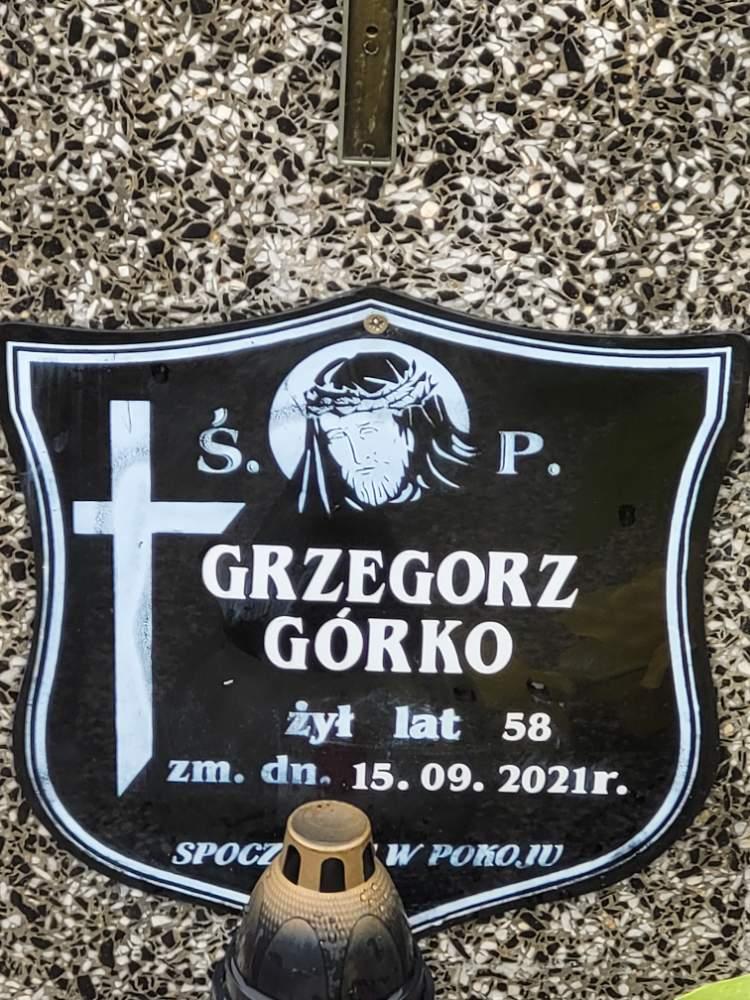 Ś. P.
GRZEGORZ
GÓRKO
żył lat 58
zm. dn. 15. 09. 2021r.
W POKOJU